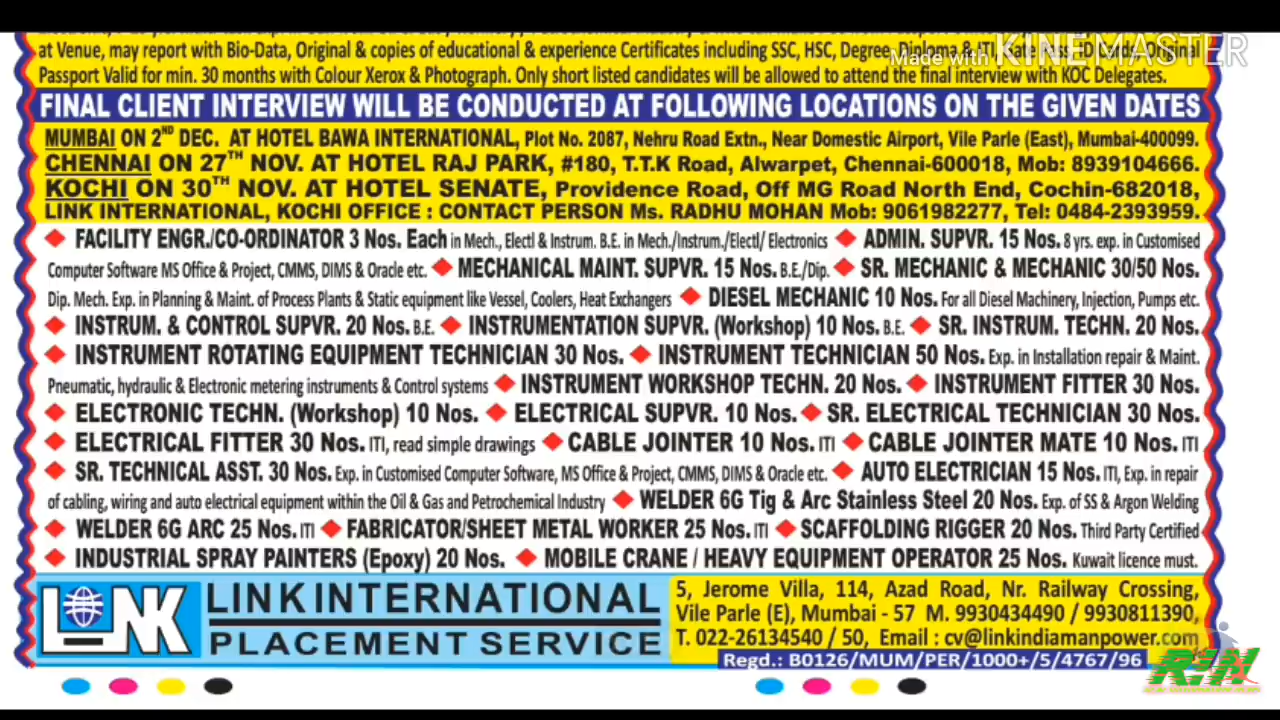 at Venue, may report with Bio-Data, Original & copies of educational & experience Certificates including SSC, HSC, Degree, Diploma & ITI,
Made with KINEMASTER
Passport Valid for min. 30 months with Colour Xerox & Photograph. Only short listed candidates will be allowed to attend the final interview with KOC Delegates.
FINAL CLIENT INTERVIEW WILL BE CONDUCTED AT FOLLOWING LOCATIONS ON THE GIVEN DATES
MUMBAI ON 2ND DEC. AT HOTEL BAWA INTERNATIONAL, Plot No. 2087, Nehru Road Extn., Near Domestic Airport, Vile Parle (East), Mumbai-400099.
CHENNAI ON 27TH NOV. AT HOTEL RAJ PARK, #180, T.T.K Road, Alwarpet, Chennai-600018, Mob: 8939104666.
KOCHI ON 30TH NOV. AT HOTEL SENATE, Providence Road, Off MG Road North End, Cochin-682018,
LINK INTERNATIONAL, KOCHI OFFICE : CONTACT PERSON Ms. RADHU MOHAN Mob: 9061982277, Tel: 0484-2393959.
FACILITY ENGR./CO-ORDINATOR 3 Nos. Each in Mech., Electl & Instrum. B.E. in Mech./Instrum./Electl/ Electronics ADMIN. SUPVR. 15 Nos. 8 yrs. exp. in Customised
Computer Software MS Office & Project, CMMS, DIMS & Oracle etc. MECHANICAL MAINT. SUPVR. 15 Nos. B.E./Dip. SR. MECHANIC & MECHANIC 30/50 Nos.
Dip. Mech. Exp. in Planning & Maint. of Process Plants & Static equipment like Vessel, Coolers, Heat Exchangers DIESEL MECHANIC 10 Nos. For all Diesel Machinery, Injection, Pumps etc.
INSTRUM. & CONTROL SUPVR. 20 Nos. B.E. INSTRUMENTATION SUPVR. (Workshop) 10 Nos. B.E. SR. INSTRUM. TECHN. 20 Nos.
INSTRUMENT ROTATING EQUIPMENT TECHNICIAN 30 Nos. INSTRUMENT TECHNICIAN 50 Nos. Exp. in Installation repair & Maint.
Pneumatic, hydraulic & Electronic metering instruments & Control systems INSTRUMENT WORKSHOP TECHN. 20 Nos. INSTRUMENT FITTER 30 Nos.
ELECTRONIC TECHN. (Workshop) 10 Nos. ELECTRICAL SUPVR. 10 Nos. SR. ELECTRICAL TECHNICIAN 30 Nos.
ELECTRICAL FITTER 30 Nos. ITI, read simple drawings CABLE JOINTER 10 Nos. ITI CABLE JOINTER MATE 10 Nos. ITI
SR. TECHNICAL ASST. 30 Nos. Exp. in Customised Computer Software, MS Office & Project, CMMS, DIMS & Oracle etc. AUTO ELECTRICIAN 15 Nos. ITI, Exp. in repair
of cabling, wiring and auto electrical equipment within the Oil & Gas and Petrochemical Industry WELDER 6G Tig & Arc Stainless Steel 20 Nos. Exp. of SS & Argon Welding
WELDER 6G ARC 25 Nos. ITI FABRICATOR/SHEET METAL WORKER 25 Nos. ITI SCAFFOLDING RIGGER 20 Nos. Third Party Certified
INDUSTRIAL SPRAY PAINTERS (Epoxy) 20 Nos. MOBILE CRANE / HEAVY EQUIPMENT OPERATOR 25 Nos. Kuwait licence must.
LINK
LINK INTERNATIONAL
PLACEMENT SERVICE
5, Jerome Villa, 114, Azad Road, Nr. Railway Crossing,
Vile Parle (E), Mumbai - 57 M. 9930434490 / 9930811390,
T. 022-26134540 / 50, Email : cv@linkindiamanpower.com
Regd.: B0126/MUM/PER/1000+/5/4767/96